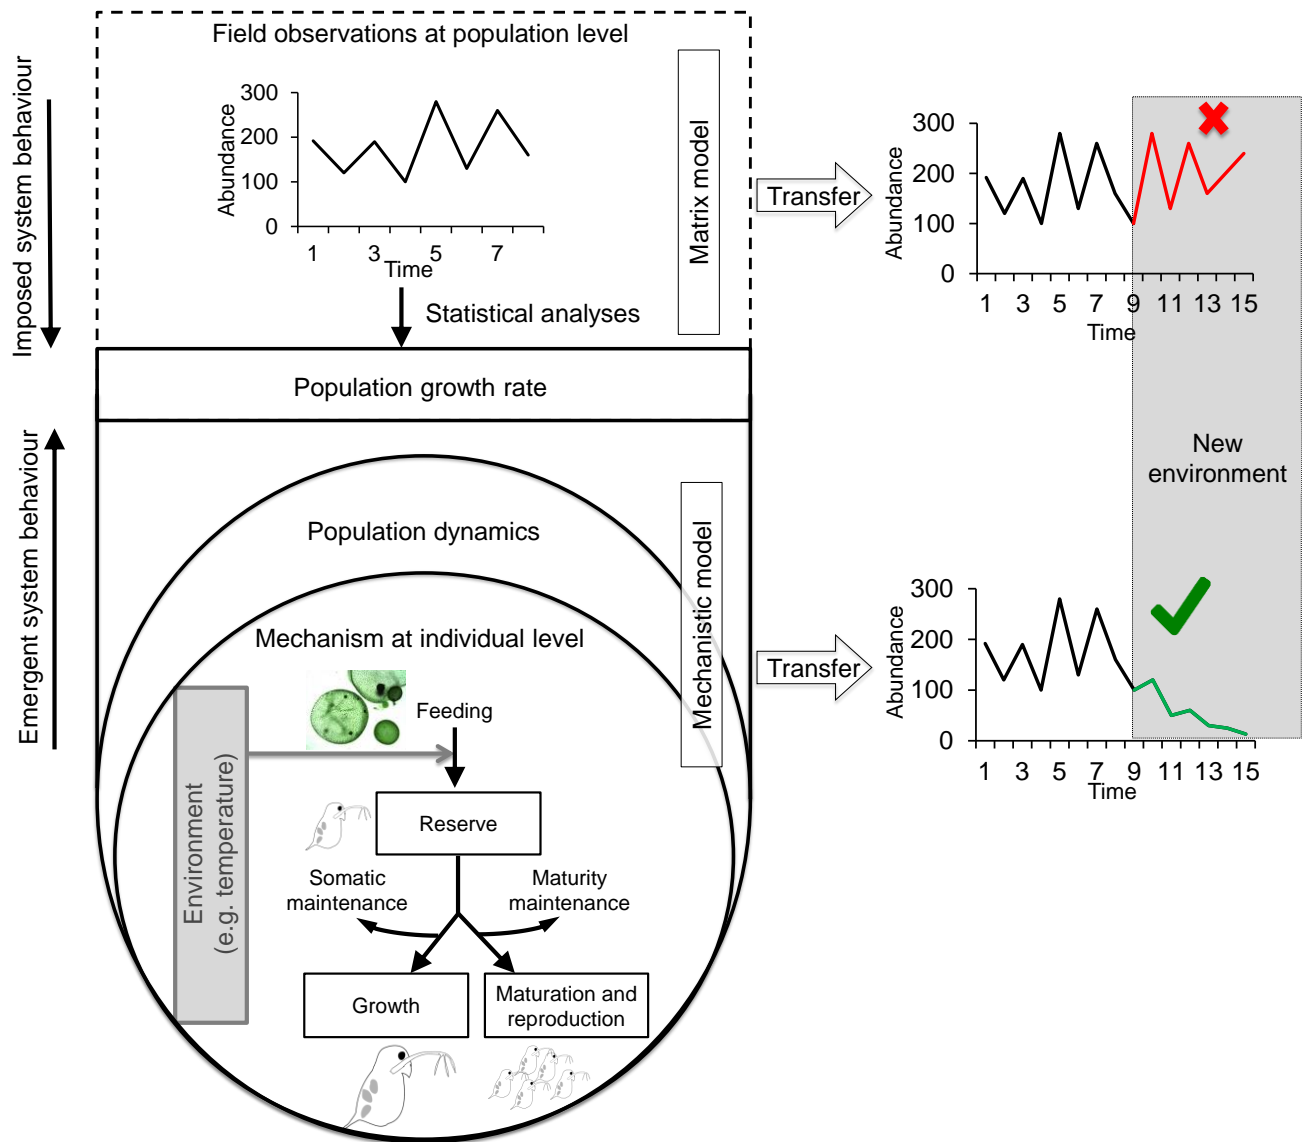 Field observations at population level
Imposed system behaviour
Abundance
300
200
100
0
1 3 5 7
Time
Statistical analyses
Matrix model
Transfer
Abundance
300
200
100
0
1 3 5 7 9 11 13 15
Time
Population growth rate
New
environment
Emergent system behaviour
Population dynamics
Mechanistic model
Mechanism at individual level
Feeding
Environment
(e.g. temperature)
Reserve
Somatic
maintenance
Maturity
maintenance
Growth
Maturation and
reproduction
Transfer
Abundance
300
200
100
0
1 3 5 7 9 11 13 15
Time